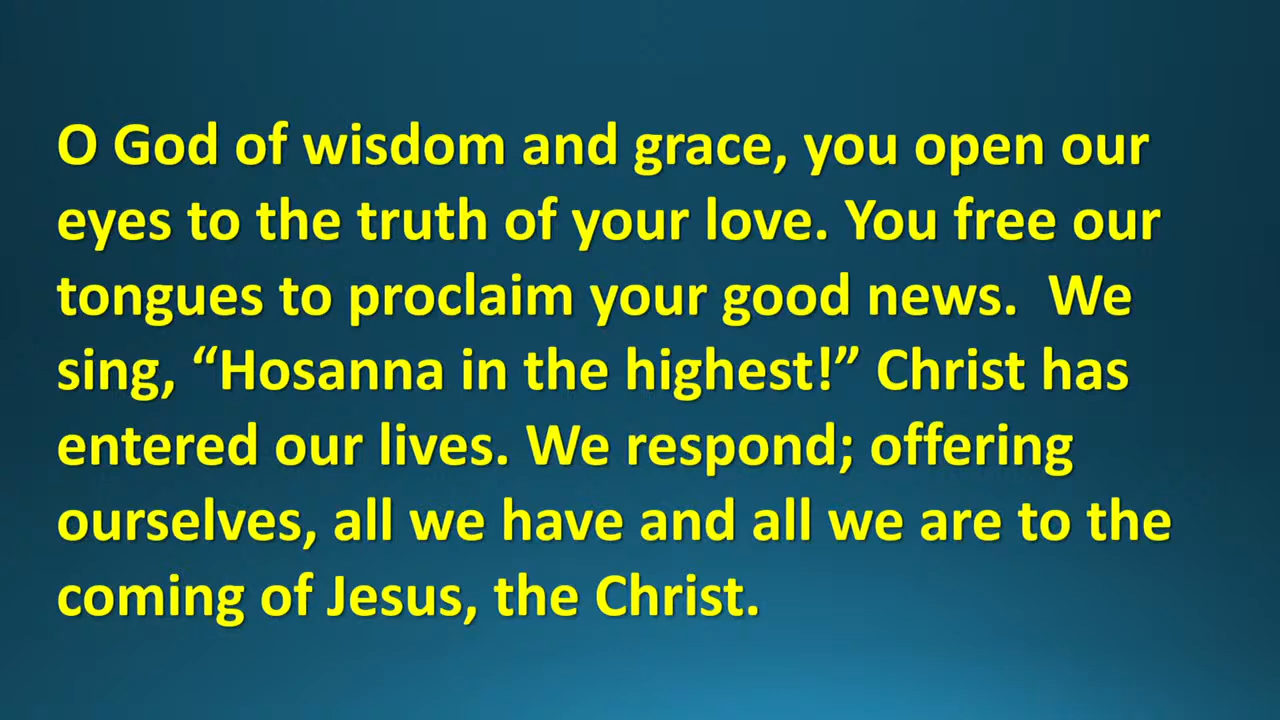 O God of wisdom and grace, you open our
eyes to the truth of your love. You free our
tongues to proclaim your good news.  We
sing, “Hosanna in the highest!” Christ has
entered our lives. We respond; offering
ourselves, all we have and all we are to the
coming of Jesus, the Christ.